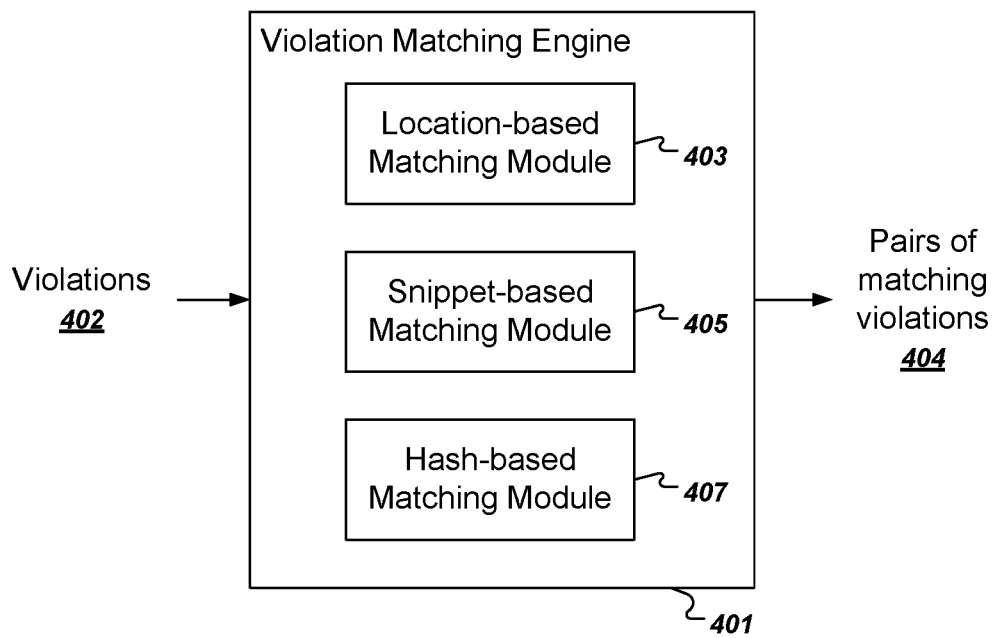 Violation Matching Engine
Location-based
Matching Module
403
Violations
402
Snippet-based
Matching Module
405
Pairs of
matching
violations
404
Hash-based
Matching Module
407
401